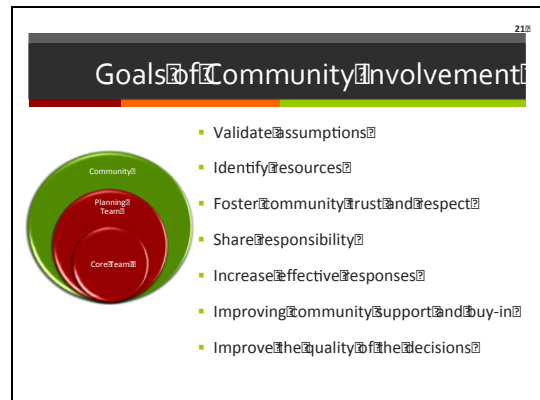 21
Goals of Community Involvement
Validate assumptions
Identify resources
Foster community trust and respect
Share responsibility
Increase effective responses
Improving community support and buy-in
Improve the quality of the decisions
Community
Planning
Team
Core Team